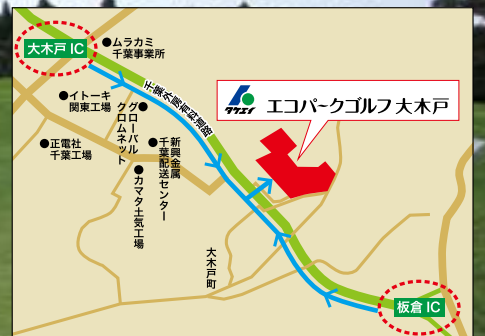 大木戸 IC
●ムラカミ
千葉事業所
●イトーキ
関東工場
グローバル
クロムネット
千葉外房有料道路
タケエイ
エコパークゴルフ 大木戸
●正電社
千葉工場
新興金属
●千葉配送センター
●カマタ土気工場
大木戸町
板倉 IC